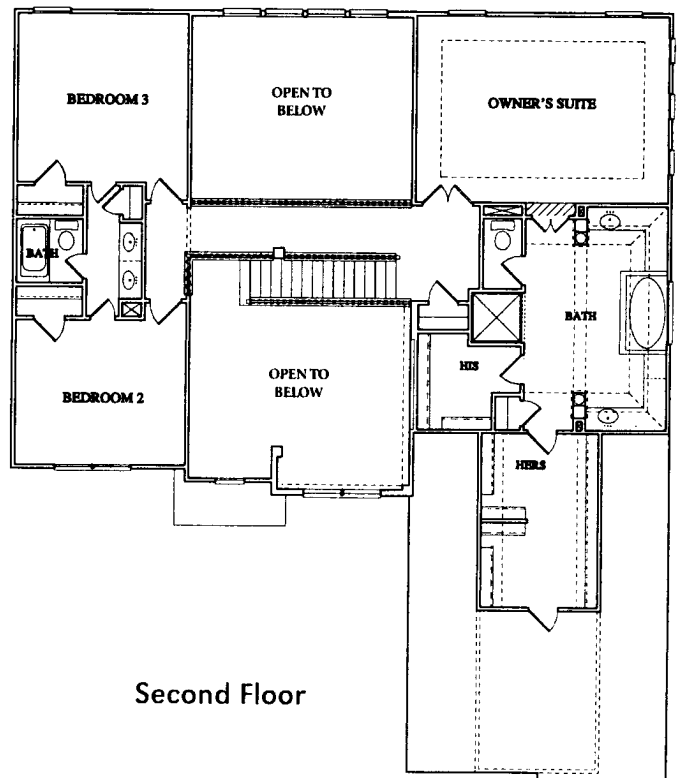 BEDROOM 3
OPEN TO
BELOW
OWNER'S SUITE
BATH
BATH
HIS
OPEN TO
BELOW
BEDROOM 2
HERS
Second Floor